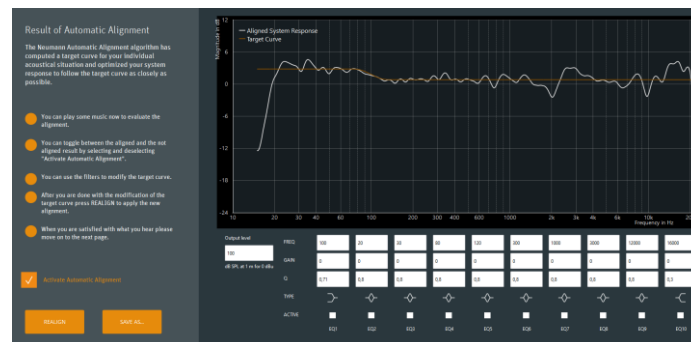 Result of Automatic Alignment
The Neumann Automatic Alignment algorithm has
computed a target curve for your individual
acoustical situation and optimized your system
response to follow the target curve as closely as
possible.
You can play some music now to evaluate the
alignment.
You can toggle between the aligned and the not
aligned result by selecting and deselecting
"Activate Automatic Alignment".
You can use the filters to modify the target curve.
After you are done with the modification of the
target curve press REALIGN to apply the new
alignment.
When you are satisfied with what you hear please
move on to the next page.
Activate Automatic Alignment
REALIGN SAVE AS...
Magnitude in dB
12
6
0
-6
-12
-18
-24
Aligned System Response
Target Curve
10 20 30 40 60 100 200 300 400 600 1000 2k 3k 4k 6k 10k 20
Frequency in Hz
Output level
100
dB SPL at 1 m for 0 dBu
FREQ 100 20 50 80 120 300 1000 3000 12000 10000
GAIN 0 0 0 0 0 0 0 0 0 0
Q 0,71 0,8 0,8 0,8 0,8 0,8 0,8 0,8 0,8 0,5
TYPE
ACTIVE
EQ1 EQ2 EQ3 EQ4 EQ5 EQ6 EQ7 EQ8 EQ9 EQ10